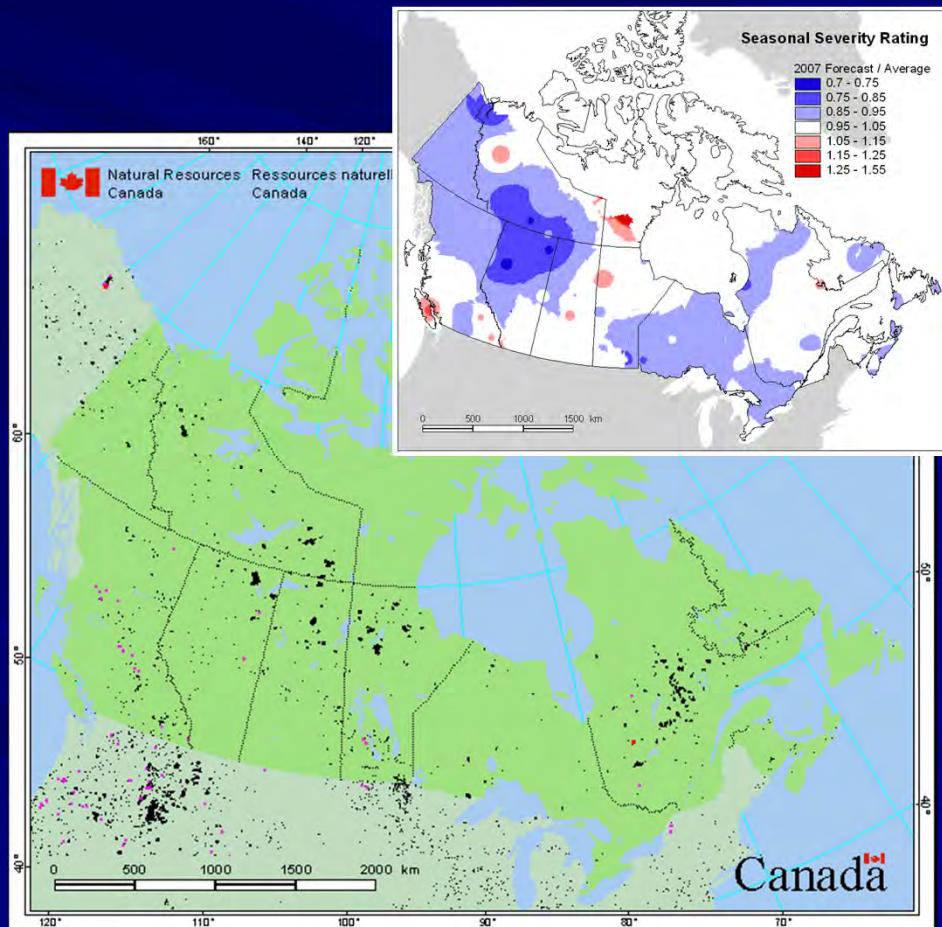 Seasonal Severity Rating
2007 Forecast / Average
0.7 - 0.75
0.75 - 0.85
0.85 - 0.95
0.95 - 1.05
1.05 - 1.15
1.15 - 1.25
1.25 - 1.55
0 500 1000 1500 km
160° 140° 130° 120°
Natural Resources Ressources naturell
Canada Canada
60°
50°
40°
50°
40°
0 500 1000 1500 2000 km
Canada
120° 110° 100° 90° 80° 70°